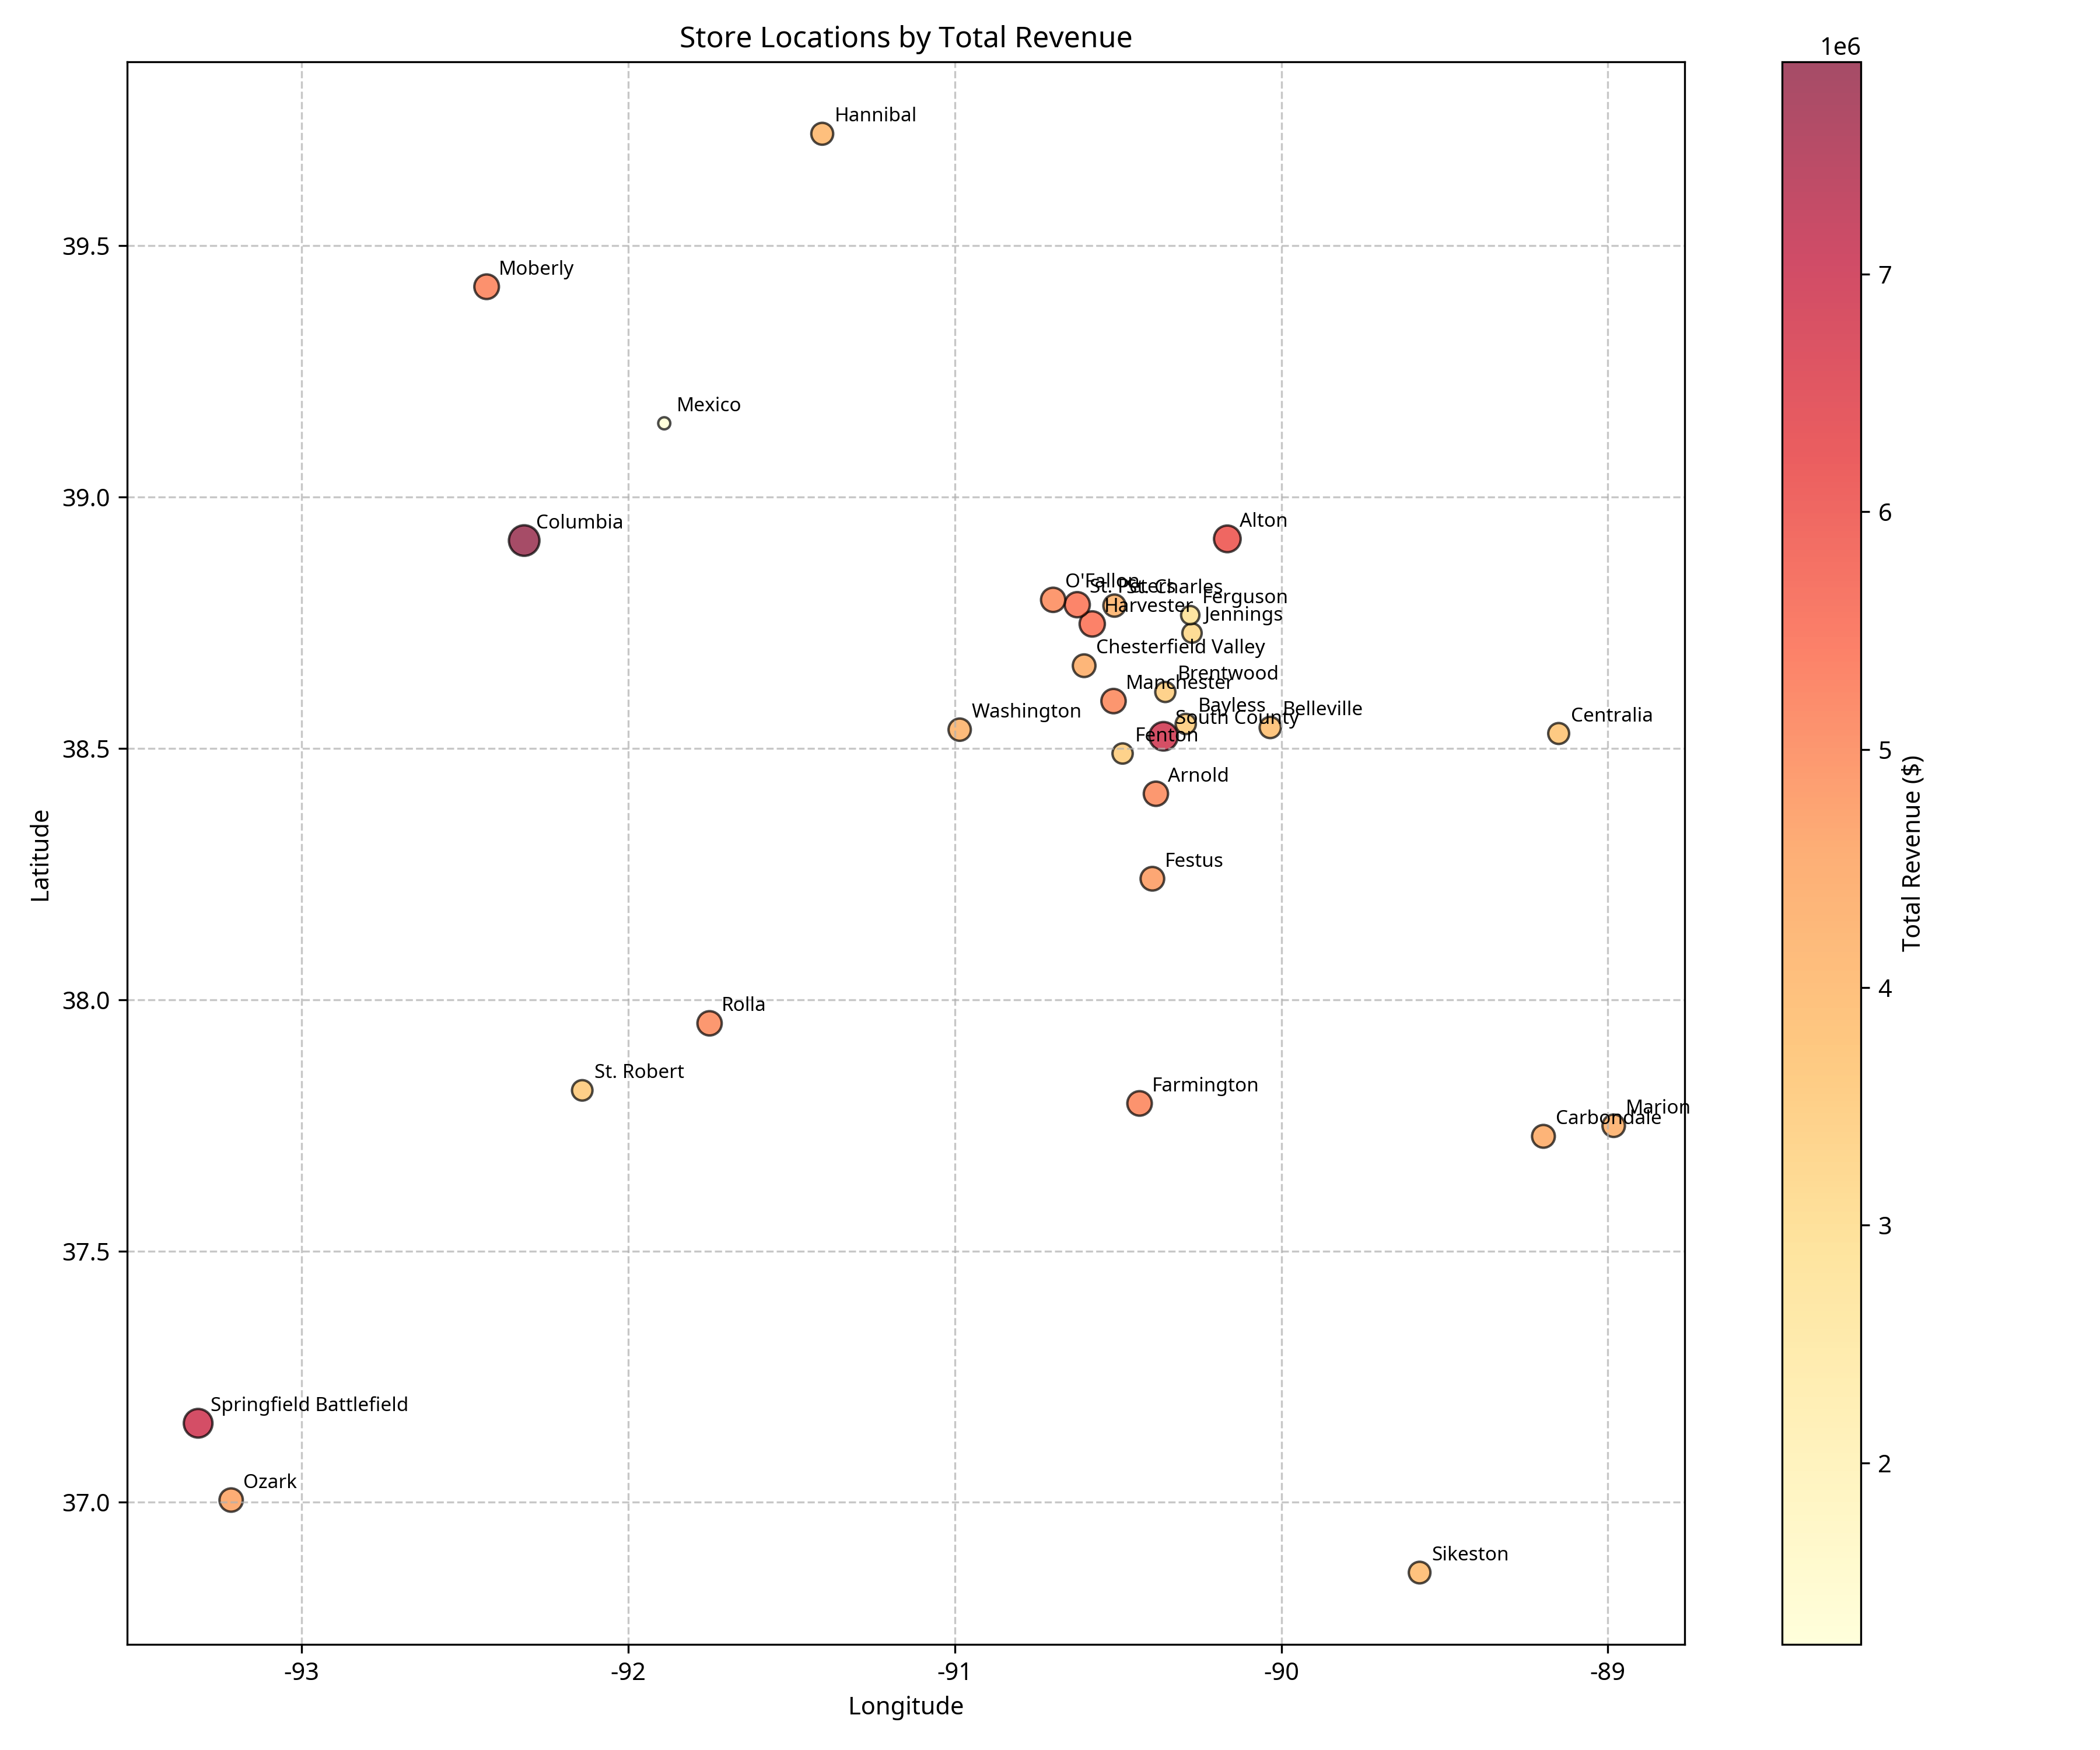 Store Locations by Total Revenue
1e6
Hannibal
39.5
Moberly
7
Mexico
39.0
Columbia
Alton
6
O'Fallon
St. Peters
St. Charles
Ferguson
Harvester
Jennings
Chesterfield Valley
Brentwood
Manchester
Washington
Bayless
Belleville
South County
Centralia
Fenton
38.5
5
Arnold
Festus
Latitude
Total Revenue ($)
4
38.0
Rolla
St. Robert
Farmington
Marion
Carbondale
3
37.5
Springfield Battlefield
2
Ozark
37.0
Sikeston
-93
-92
-91
-90
-89
Longitude